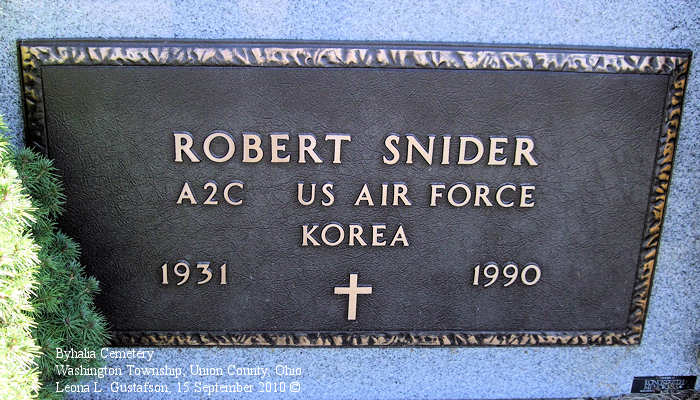 ROBERT SNIDER
A2C US AIR FORCE
KOREA
1931 1990
Byhalia Cemetery
Washington Township, Union County, Ohio
Leona L. Gustafson, 15 September 2010 ©